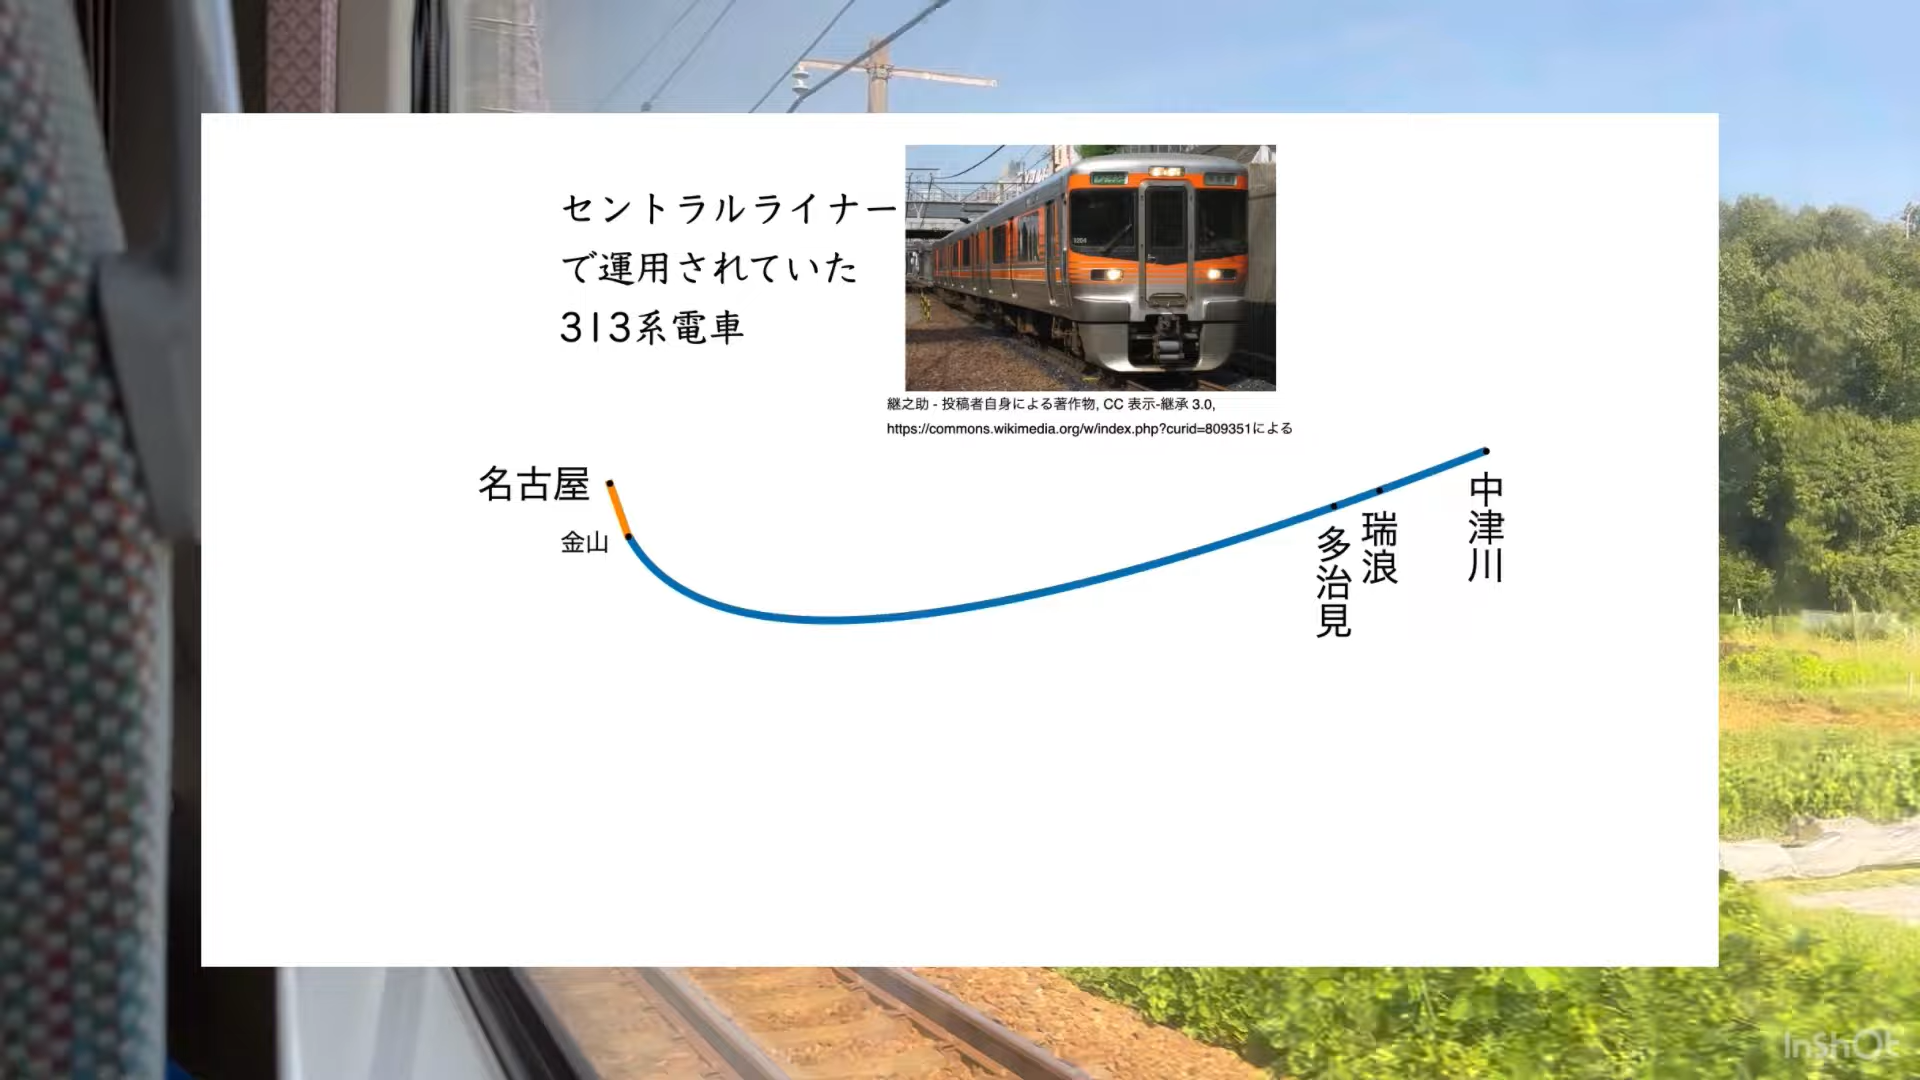 セントラルライナー
で運用されていた
313系電車
継之助 - 投稿者自身による著作物, CC 表示-継承 3.0,
https://commons.wikimedia.org/w/index.php?curid=809351による
名古屋
金山
多治見
瑞浪
中津川
InShOt